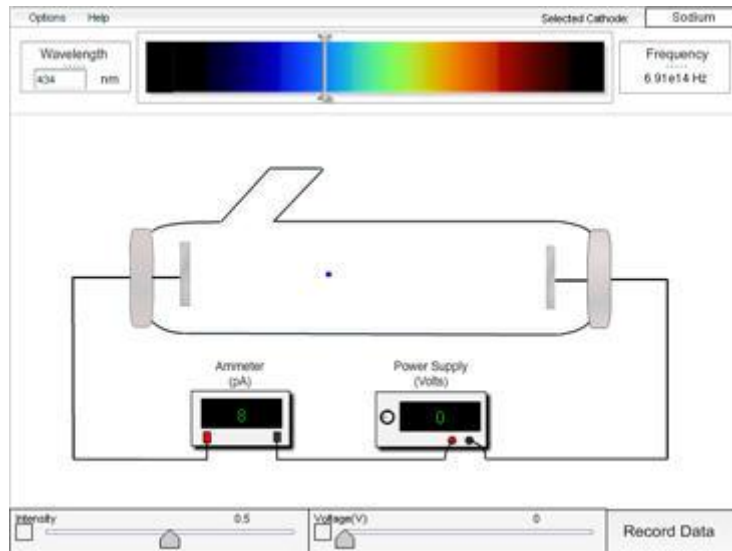 Options Help Selected Cathode: Sodium
Wavelength
434 nm
Frequency
6.91e14 Hz
Ammeter
(pA)
8
Power Supply
(Volts)
0
Intensity 0.5
Voltage(V) 0
Record Data